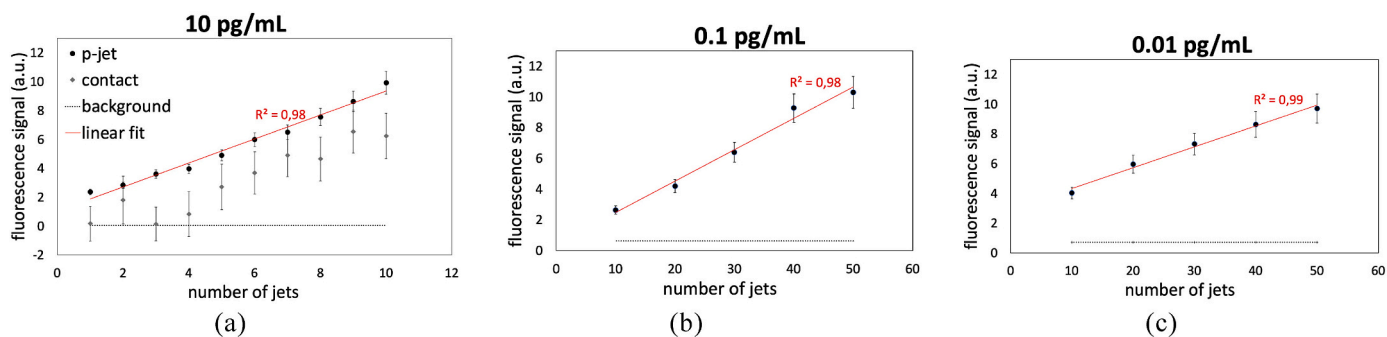 10 pg/mL
12
10
8
6
4
2
0
-2
fluorescence signal (a.u.)
p-jet
contact
background
linear fit
R² = 0,98
0
2
4
6
8
10
12
number of jets
(a)
0.1 pg/mL
12
10
8
6
4
2
0
fluorescence signal (a.u.)
R² = 0,98
0
10
20
30
40
50
60
number of jets
(b)
0.01 pg/mL
12
10
8
6
4
2
0
fluorescence signal (a.u.)
R² = 0,99
0
10
20
30
40
50
60
number of jets
(c)